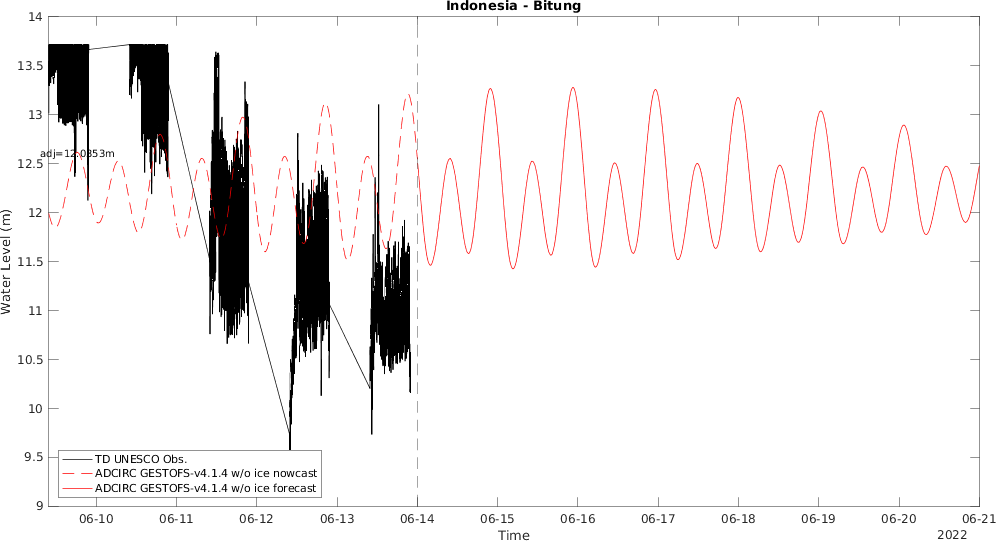 Indonesia - Bitung
Water Level (m)
14
13.5
13
12.5
12
11.5
11
10.5
10
9.5
9
adj=12.0353m
TD UNESCO Obs.
ADCIRC GESTOFS-v4.1.4 w/o ice nowcast
ADCIRC GESTOFS-v4.1.4 w/o ice forecast
06-10 06-11 06-12 06-13 06-14 06-15 06-16 06-17 06-18 06-19 06-20 06-21
Time
2022